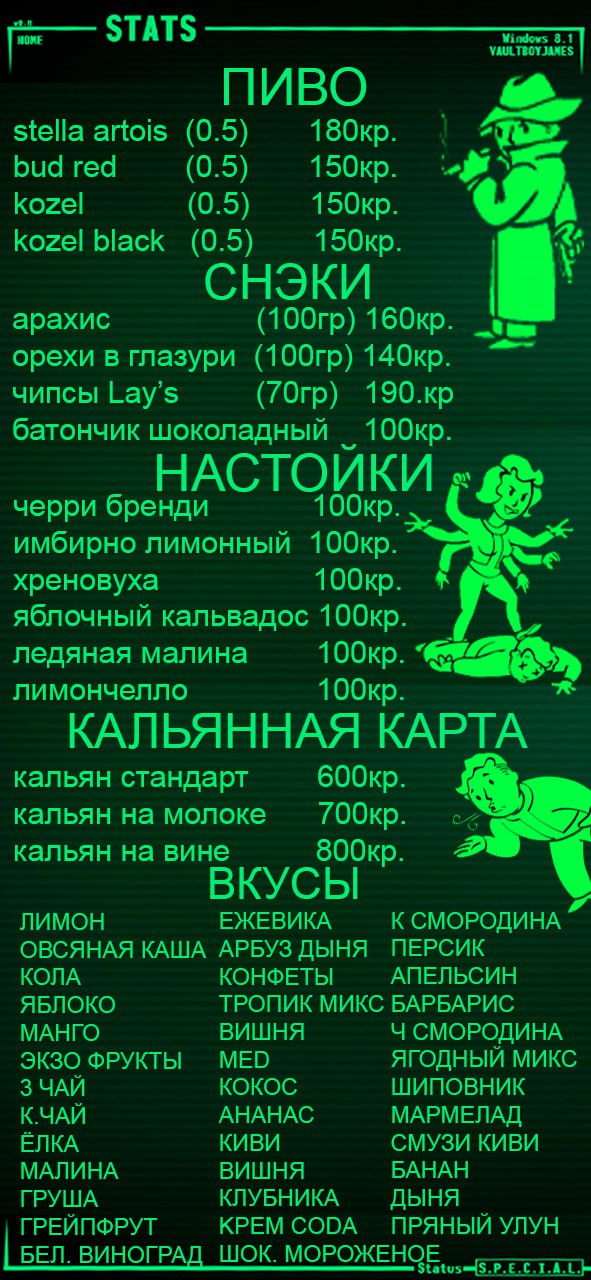 v9.11
STATS
HOME
Windows 8.1
VAULTBOYJAMES
ПИВО
stella artois (0.5) 180кр.
bud red (0.5) 150кр.
kozel (0.5) 150кр.
kozel black (0.5) 150кр.
СНЭКИ
арахис (100гр) 160кр.
орехи в глазури (100гр) 140кр.
чипсы Lay's (70гр) 190.кр
батончик шоколадный 100кр.
НАСТОЙКИ
черри бренди 100кр.
имбирно лимонный 100кр.
хреновуха 100кр.
яблочный кальвадос 100кр.
ледяная малина 100кр.
лимончелло 100кр.
КАЛЬЯННАЯ КАРТА
кальян стандарт 600кр.
кальян на молоке 700кр.
кальян на вине 800кр.
ВКУСЫ
ЛИМОН ЕЖЕВИКА К СМОРОДИНА
ОВСЯНАЯ КАША АРБУЗ ДЫНЯ ПЕРСИК
КОЛА КОНФЕТЫ АПЕЛЬСИН
ЯБЛОКО ТРОПИК МИКС БАРБАРИС
МАНГО ВИШНЯ Ч СМОРОДИНА
ЭКЗО ФРУКТЫ MED ЯГОДНЫЙ МИКС
З ЧАЙ КОКОС ШИПОВНИК
К.ЧАЙ АНАНАС МАРМЕЛАД
ЁЛКА КИВИ СМУЗИ КИВИ
МАЛИНА ВИШНЯ БАНАН
ГРУША КЛУБНИКА ДЫНЯ
ГРЕЙПФРУТ КРЕМ CODA ПРЯНЫЙ УЛУН
БЕЛ. ВИНОГРАД ШОК. МОРОЖЕНОЕ
Status S.P.E.C.I.A.L.